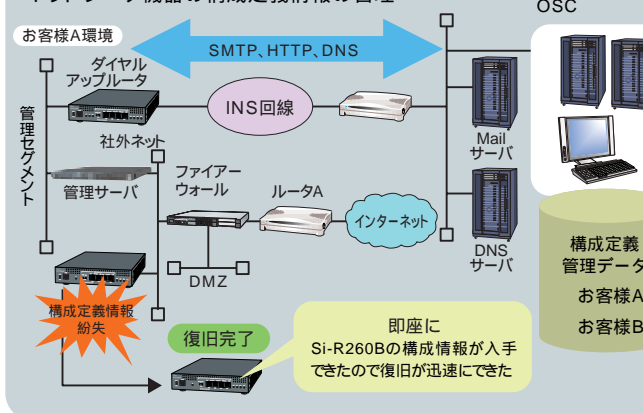 OSC
お客様A環境
SMTP、HTTP、DNS
ダイヤル
アップルータ
INS回線
管理セグメント
社外ネット
管理サーバ
ファイアー
ウォール
ルータA
インターネット
Mail
サーバ
DNS
サーバ
DMZ
構成定義情報
紛失
復旧完了
即座に
Si-R260Bの構成情報が入手
できたので復旧が迅速にできた
構成定義
管理データ
お客様A
お客様B